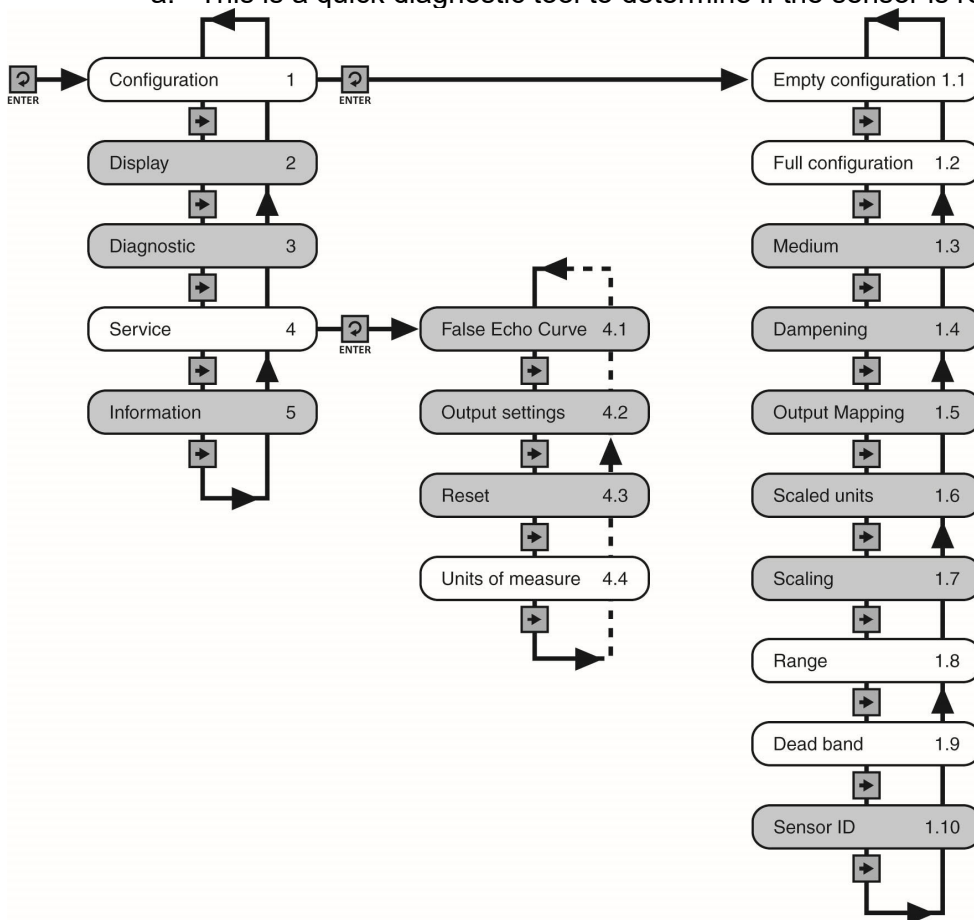 a. This is a quick diagnostic tool to determine if the sensor is
ENTER
Configuration 1
ENTER
Display 2
Diagnostic 3
Service 4
ENTER
Information 5
False Echo Curve 4.1
Output settings 4.2
Reset 4.3
Units of measure 4.4
Empty configuration 1.1
Full configuration 1.2
Medium 1.3
Dampening 1.4
Output Mapping 1.5
Scaled units 1.6
Scaling 1.7
Range 1.8
Dead band 1.9
Sensor ID 1.10